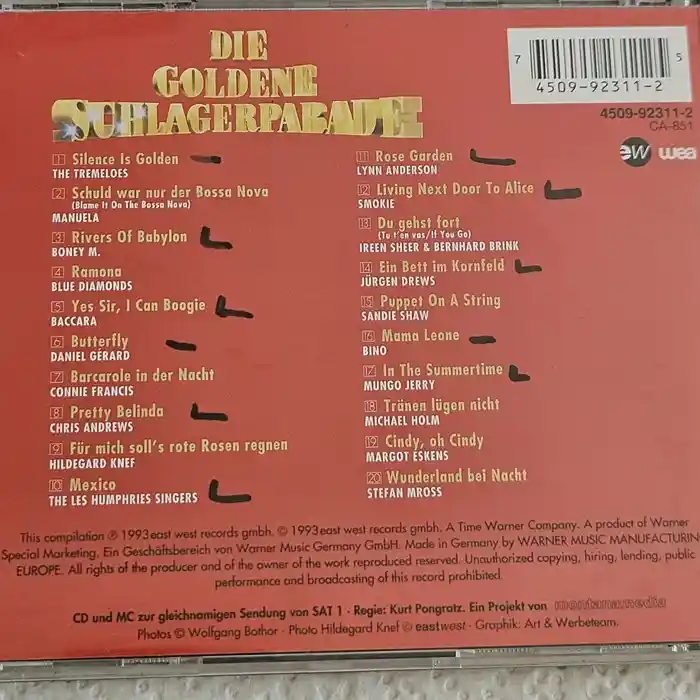 DIE
GOLDENE
SCHLAGERPARADE
7 5
4509-92311-2
4509-92311-2
CA-851
ew wea
1 Silence Is Golden
THE TREMELOES
2 Schuld war nur der Bossa Nova
(Blame It On The Bossa Nova)
MANUELA
3 Rivers Of Babylon
BONEY M.
4 Ramona
BLUE DIAMONDS
5 Yes Sir, I Can Boogie
BACCARA
6 Butterfly
DANIEL GÉRARD
7 Barcarole in der Nacht
CONNIE FRANCIS
8 Pretty Belinda
CHRIS ANDREWS
9 Für mich soll's rote Rosen regnen
HILDEGARD KNEF
10 Mexico
THE LES HUMPHRIES SINGERS
11 Rose Garden
LYNN ANDERSON
12 Living Next Door To Alice
SMOKIE
13 Du gehst fort
(Tu t'en vas/If You Go)
IREEN SHEER & BERNHARD BRINK
14 Ein Bett im Kornfeld
JÜRGEN DREWS
15 Puppet On A String
SANDIE SHAW
16 Mama Leone
BINO
17 In The Summertime
MUNGO JERRY
18 Tränen lügen nicht
MICHAEL HOLM
19 Cindy, oh Cindy
MARGOT ESKENS
20 Wunderland bei Nacht
STEFAN MROSS
This compilation ℗ 1993 east west records gmbh. © 1993 east west records gmbh. A Time Warner Company. A product of Warner
Special Marketing. Ein Geschäftsbereich von Warner Music Germany GmbH. Made in Germany by WARNER MUSIC MANUFACTURIN
EUROPE. All rights of the producer and of the owner of the work reproduced reserved. Unauthorized copying, hiring, lending, public
performance and broadcasting of this record prohibited.
CD und MC zur gleichnamigen Sendung von SAT 1 · Regie: Kurt Pongratz. Ein Projekt von montanamedia
Photos © Wolfgang Bothor · Photo Hildegard Knef © eastwest · Graphik: Art & Werbeteam.